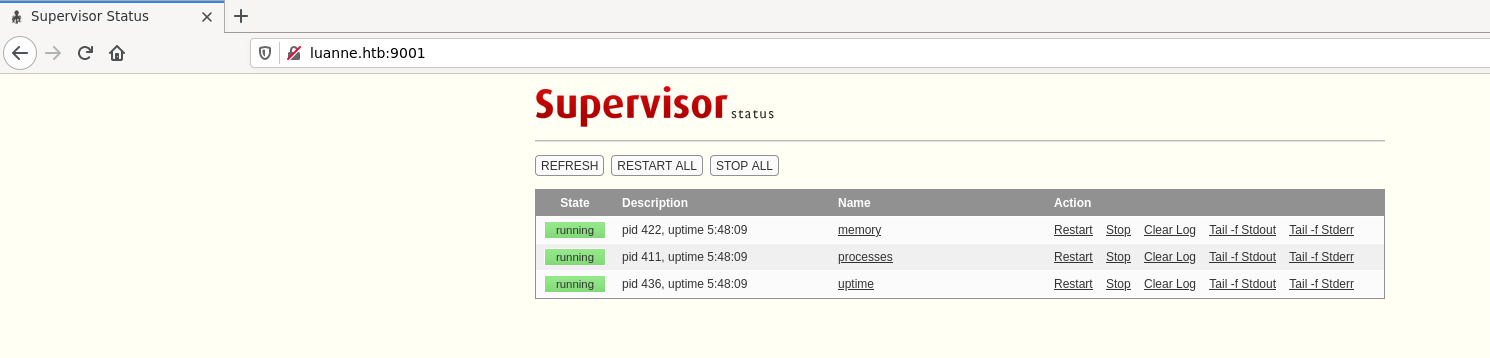 Supervisor Status
luanne.htb:9001
Supervisor status
REFRESH RESTART ALL STOP ALL
State Description Name Action
running pid 422, uptime 5:48:09 memory Restart Stop Clear Log Tail -f Stdout Tail -f Stderr
running pid 411, uptime 5:48:09 processes Restart Stop Clear Log Tail -f Stdout Tail -f Stderr
running pid 436, uptime 5:48:09 uptime Restart Stop Clear Log Tail -f Stdout Tail -f Stderr